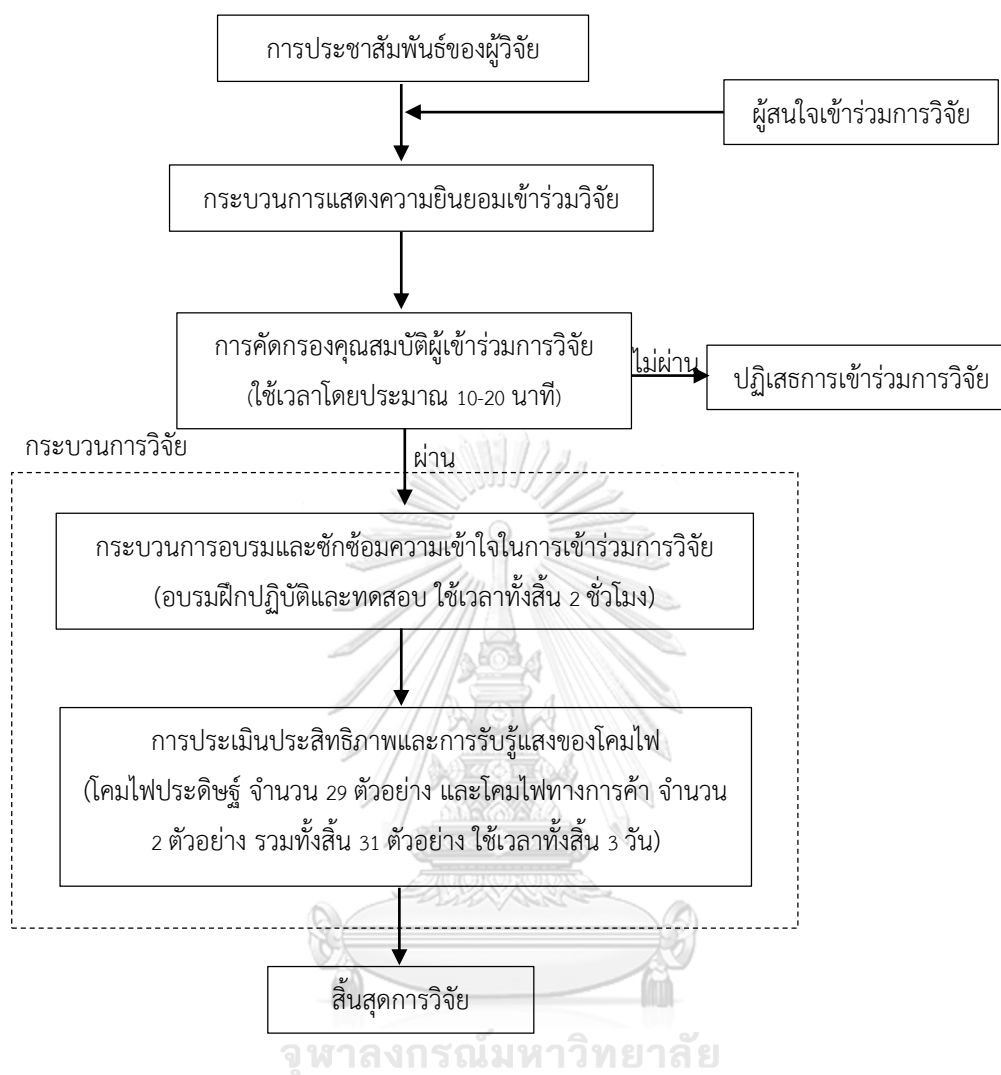 การประชาสัมพันธ์ของผู้วิจัย
ผู้สนใจเข้าร่วมการวิจัย
กระบวนการแสดงความยินยอมเข้าร่วมวิจัย
การคัดกรองคุณสมบัติผู้เข้าร่วมการวิจัย
(ใช้เวลาโดยประมาณ 10-20 นาที)
ไม่ผ่าน
ปฏิเสธการเข้าร่วมการวิจัย
กระบวนการวิจัย
ผ่าน
กระบวนการอบรมและซักซ้อมความเข้าใจในการเข้าร่วมการวิจัย
(อบรมฝึกปฏิบัติและทดสอบ ใช้เวลาทั้งสิ้น 2 ชั่วโมง)
การประเมินประสิทธิภาพและการรับรู้แสงของโคมไฟ
(โคมไฟประดิษฐ์ จำนวน 29 ตัวอย่าง และโคมไฟทางการค้า จำนวน
2 ตัวอย่าง รวมทั้งสิ้น 31 ตัวอย่าง ใช้เวลาทั้งสิ้น 3 วัน)
สิ้นสุดการวิจัย
จุฬาลงกรณ์มหาวิทยาลัย